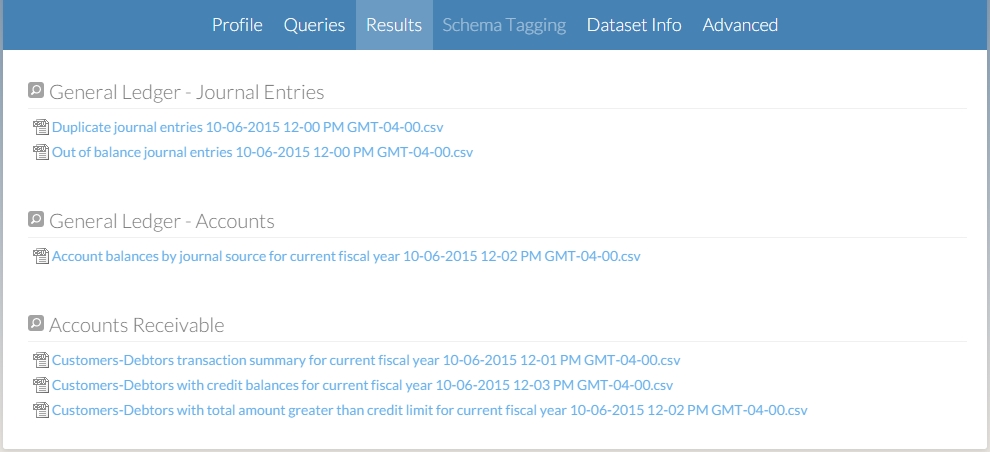 Profile Queries Results Schema Tagging Dataset Info Advanced
General Ledger - Journal Entries
Duplicate journal entries 10-06-2015 12-00 PM GMT-04-00.csv
Out of balance journal entries 10-06-2015 12-00 PM GMT-04-00.csv
General Ledger - Accounts
Account balances by journal source for current fiscal year 10-06-2015 12-02 PM GMT-04-00.csv
Accounts Receivable
Customers-Debtors transaction summary for current fiscal year 10-06-2015 12-01 PM GMT-04-00.csv
Customers-Debtors with credit balances for current fiscal year 10-06-2015 12-03 PM GMT-04-00.csv
Customers-Debtors with total amount greater than credit limit for current fiscal year 10-06-2015 12-02 PM GMT-04-00.csv